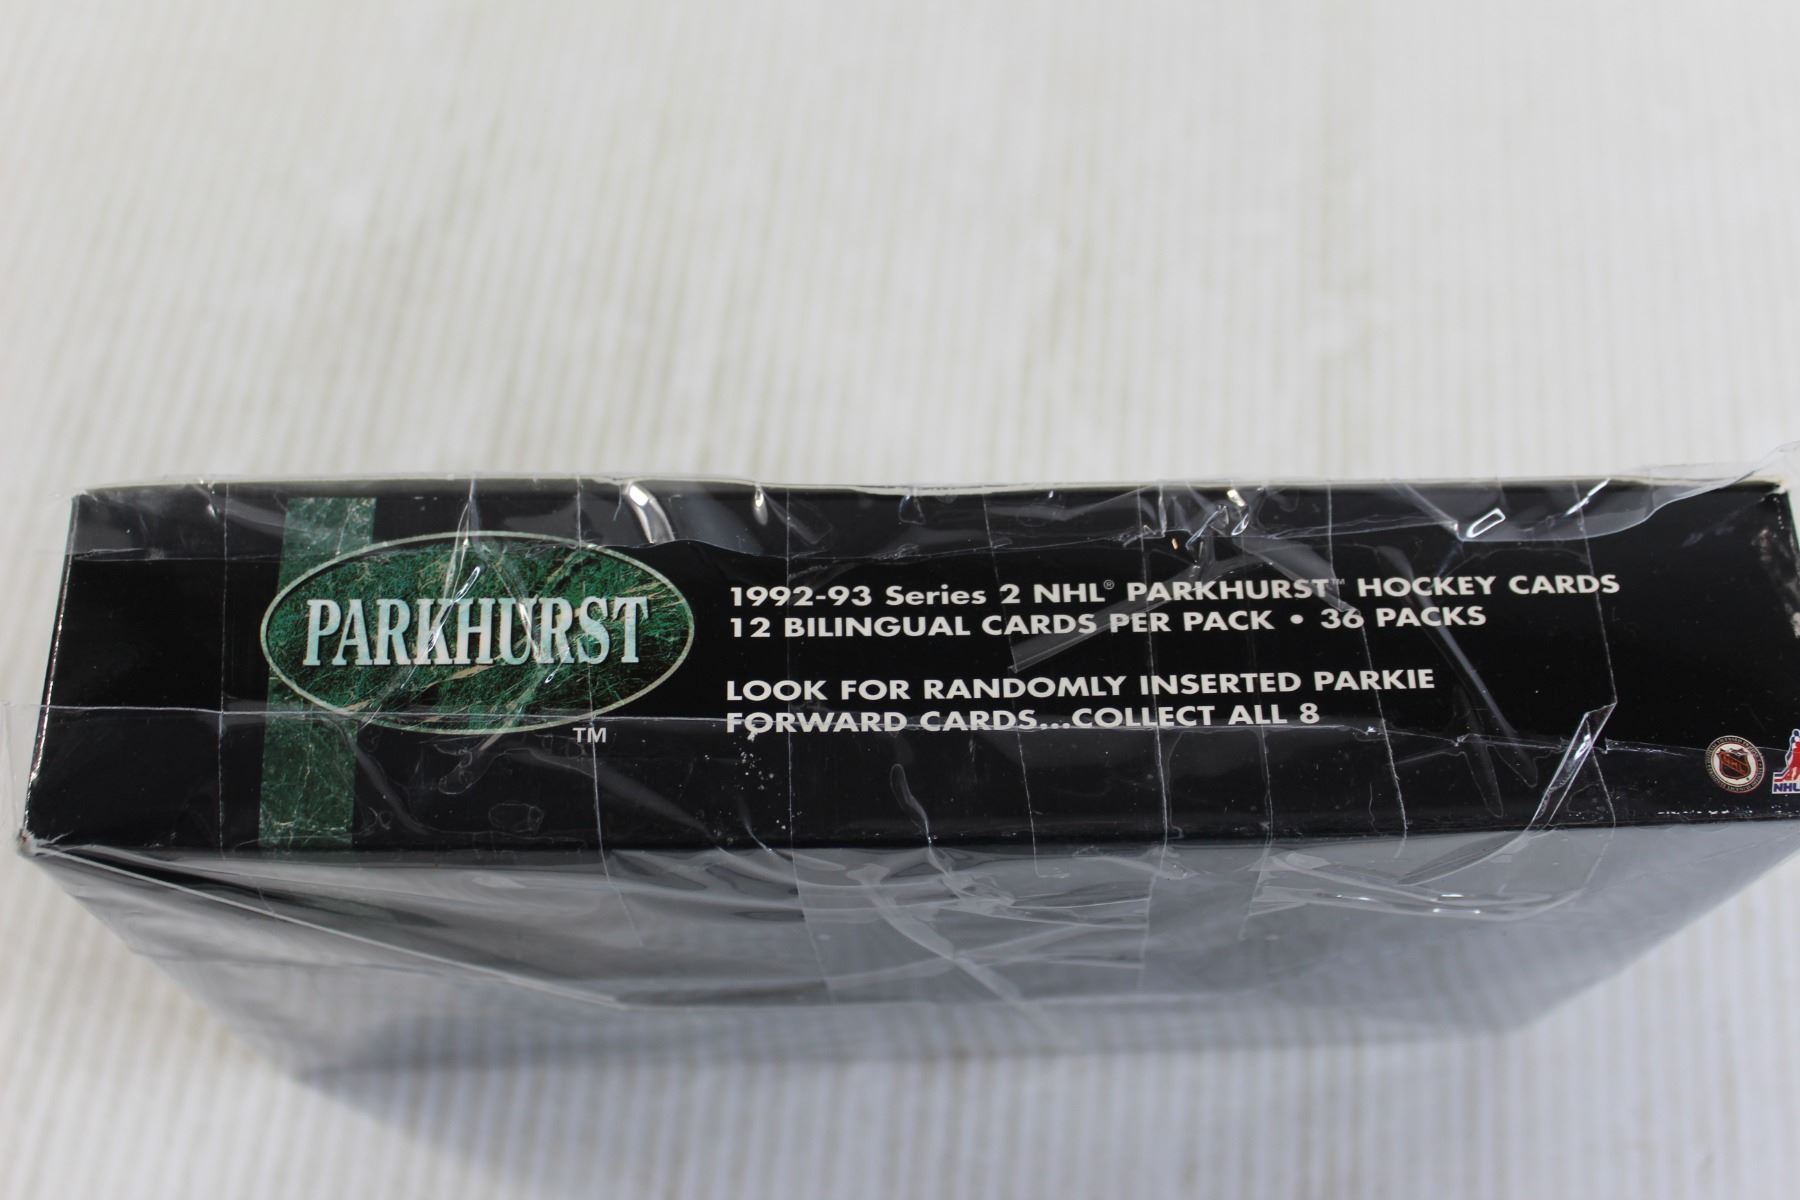 PARKHURST
TM
1992-93 Series 2 NHL® PARKHURST™ HOCKEY CARDS
12 BILINGUAL CARDS PER PACK • 36 PACKS
LOOK FOR RANDOMLY INSERTED PARKIE
FORWARD CARDS...COLLECT ALL 8
NHL